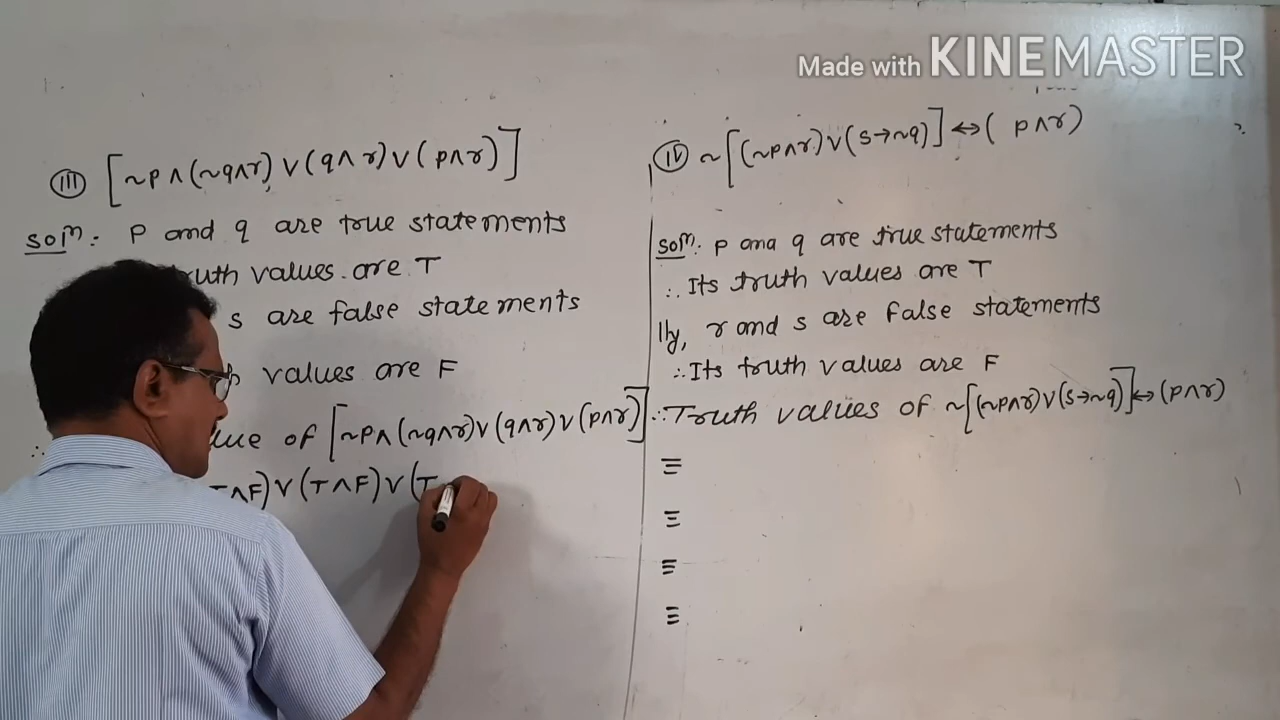 Made with KINEMASTER
(III) [~p∧(~q∧r)∨(q∧r)∨(p∧r)]
Soln: p and q are true statements
values are T
s are false statements
values are F
∴ of [~p∧(~q∧r)∨(q∧r)∨(p∧r)]
∧F)∨(T∧F)∨(T
(IV) ~[(~p∧r)∨(s→~q)]↔(p∧r)
Soln: p and q are true statements
∴ Its truth values are T
lly, r and s are false statements
∴ Its truth values are F
∴ Truth values of ~[(~p∧r)∨(s→~q)]↔(p∧r)
≡
≡
≡
≡